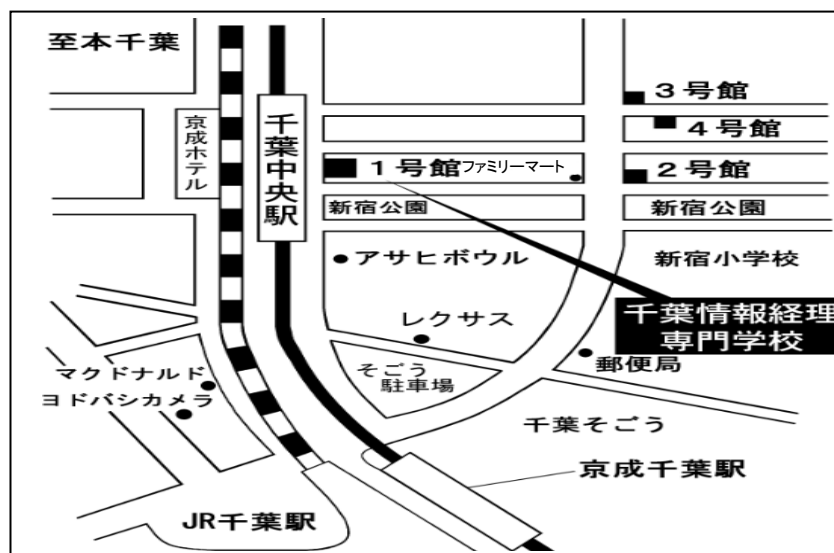 至本千葉
京成ホテル
千葉中央駅
3号館
4号館
1号館
ファミリーマート
2号館
新宿公園
新宿公園
アサヒボウル
新宿小学校
レクサス
千葉情報経理
専門学校
マクドナルド
ヨドバシカメラ
そごう
駐車場
郵便局
千葉そごう
京成千葉駅
JR千葉駅